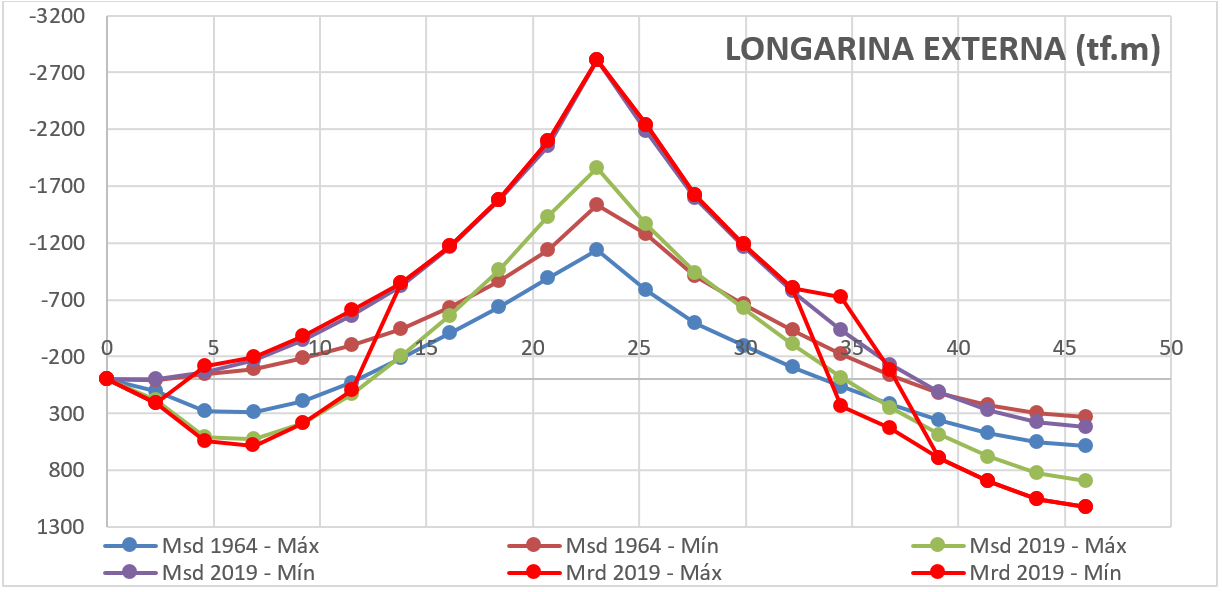 -3200
LONGARINA EXTERNA (tf.m)
-2700
-2200
-1700
-1200
-700
-200
0 5 10 15 20 25 30 35 40 45 50
300
800
1300
Msd 1964 - Máx Msd 1964 - Mín Msd 2019 - Máx
Msd 2019 - Mín Mrd 2019 - Máx Mrd 2019 - Mín